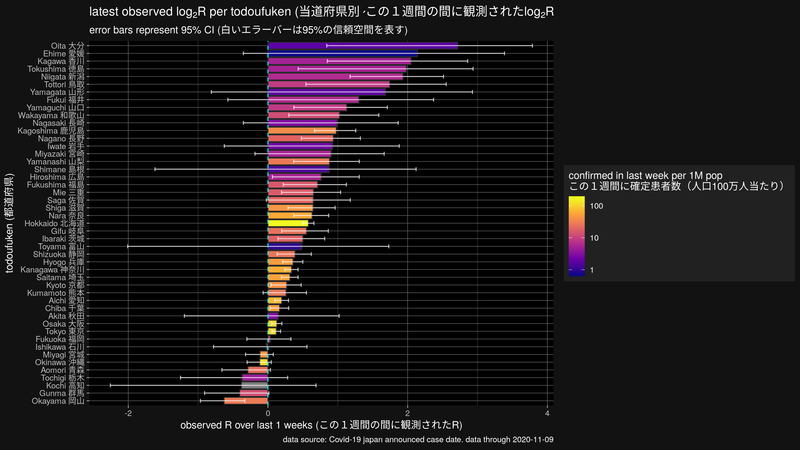 latest observed log₂R per todoufuken (当道府県別 この１週間の間に観測されたlog₂R
error bars represent 95% CI (白いエラーバーは95%の信頼空間を表す)
todoufuken (都道府県)
Oita 大分
Ehime 愛媛
Kagawa 香川
Tokushima 徳島
Niigata 新潟
Tottori 鳥取
Yamagata 山形
Fukui 福井
Yamaguchi 山口
Wakayama 和歌山
Nagasaki 長崎
Kagoshima 鹿児島
Nagano 長野
Iwate 岩手
Miyazaki 宮崎
Yamanashi 山梨
Shimane 島根
Hiroshima 広島
Fukushima 福島
Mie 三重
Saga 佐賀
Shiga 滋賀
Nara 奈良
Hokkaido 北海道
Gifu 岐阜
Ibaraki 茨城
Toyama 富山
Shizuoka 静岡
Hyogo 兵庫
Kanagawa 神奈川
Saitama 埼玉
Kyoto 京都
Kumamoto 熊本
Aichi 愛知
Chiba 千葉
Akita 秋田
Osaka 大阪
Tokyo 東京
Fukuoka 福岡
Ishikawa 石川
Miyagi 宮城
Okinawa 沖縄
Aomori 青森
Tochigi 栃木
Kochi 高知
Gunma 群馬
Okayama 岡山
-2 0 2 4
observed R over last 1 weeks (この１週間の間に観測されたR)
data source: Covid-19 japan announced case date. data through 2020-11-09
confirmed in last week per 1M pop
この１週間に確定患者数（人口100万人当たり）
100
10
1